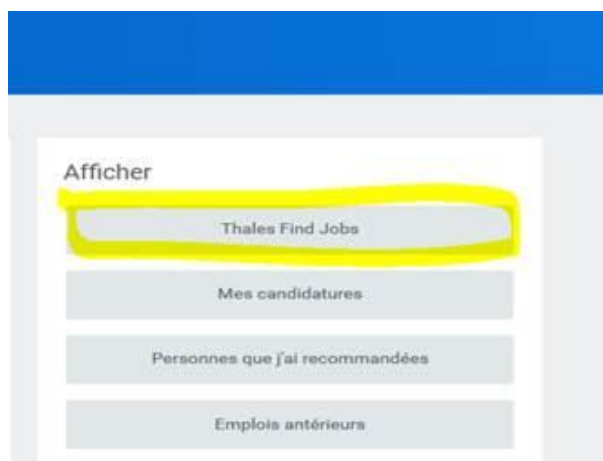 Afficher
Thales Find Jobs
Mes candidatures
Personnes que j'ai recommandées
Emplois antérieurs